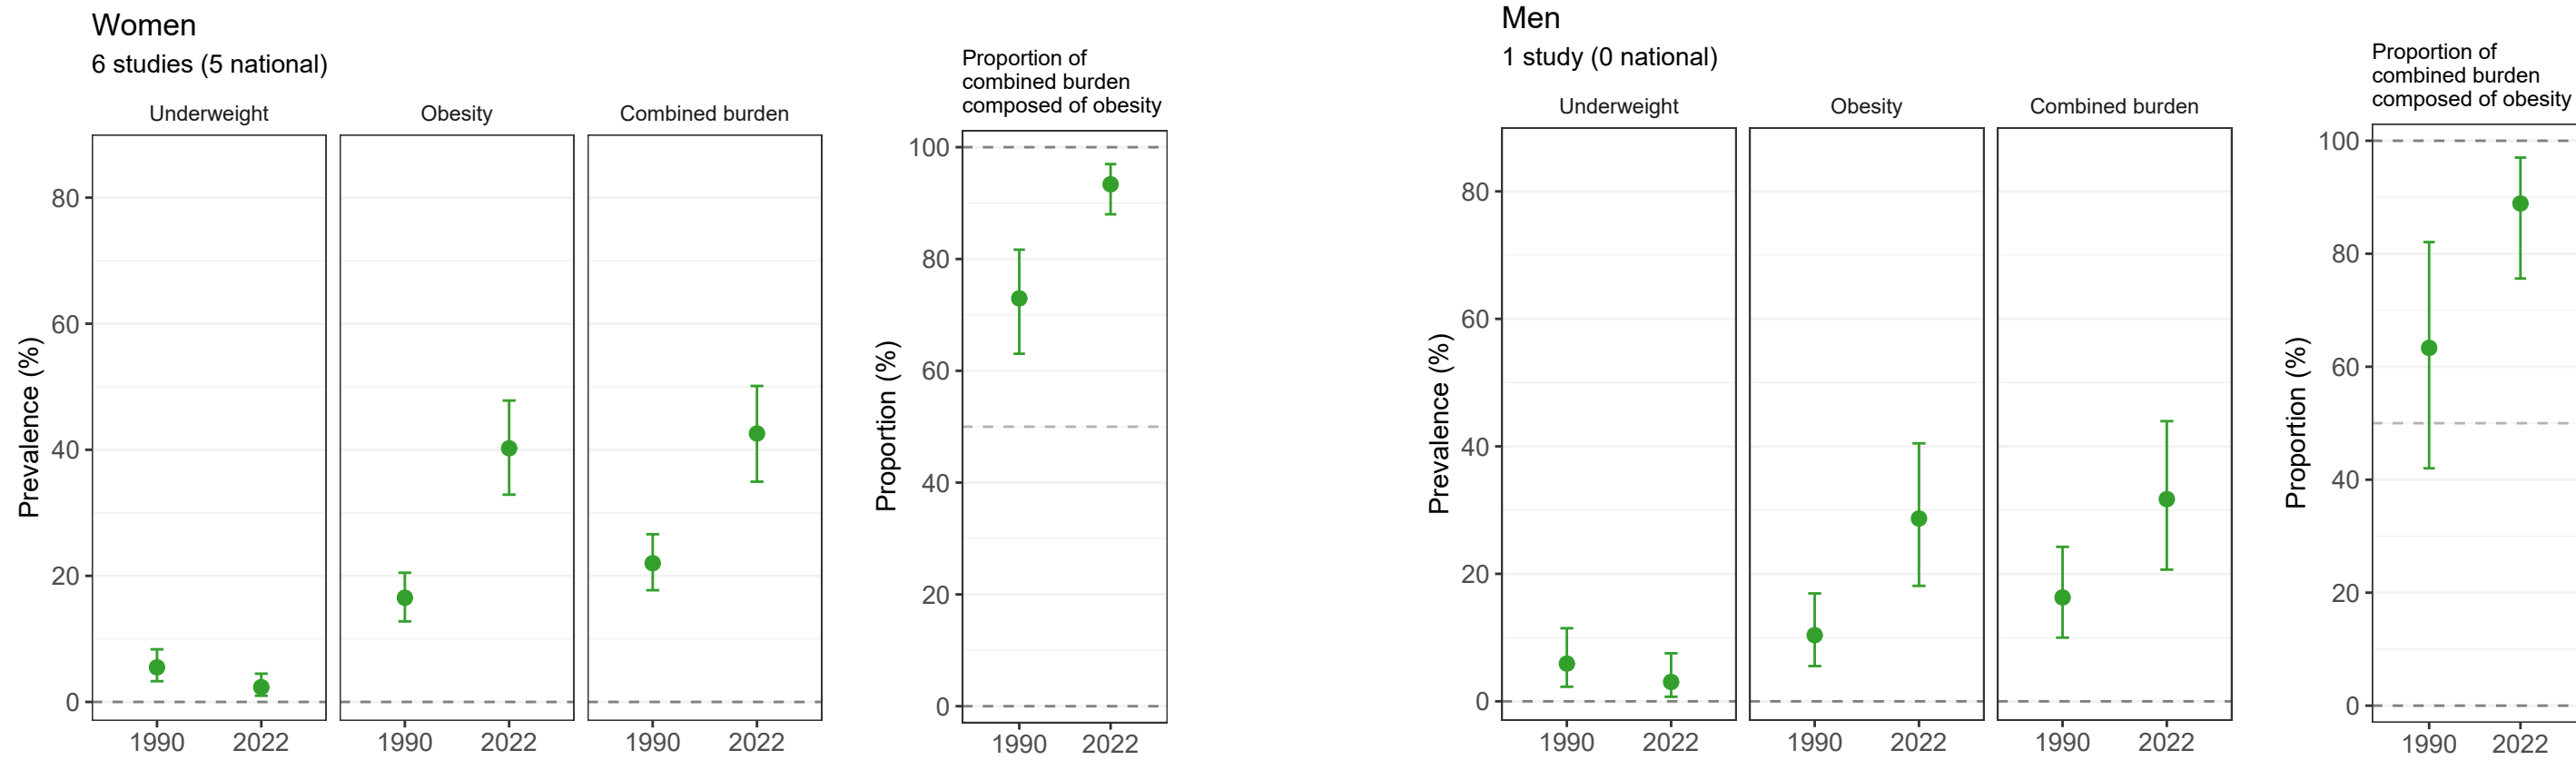 Women
6 studies (5 national)
Underweight
Obesity
Combined burden
Prevalence (%)
80
60
40
20
0
1990 2022
1990 2022
1990 2022
Proportion of
combined burden
composed of obesity
Proportion (%)
100
80
60
40
20
0
1990 2022
Men
1 study (0 national)
Underweight
Obesity
Combined burden
Prevalence (%)
80
60
40
20
0
1990 2022
1990 2022
1990 2022
Proportion of
combined burden
composed of obesity
Proportion (%)
100
80
60
40
20
0
1990 2022